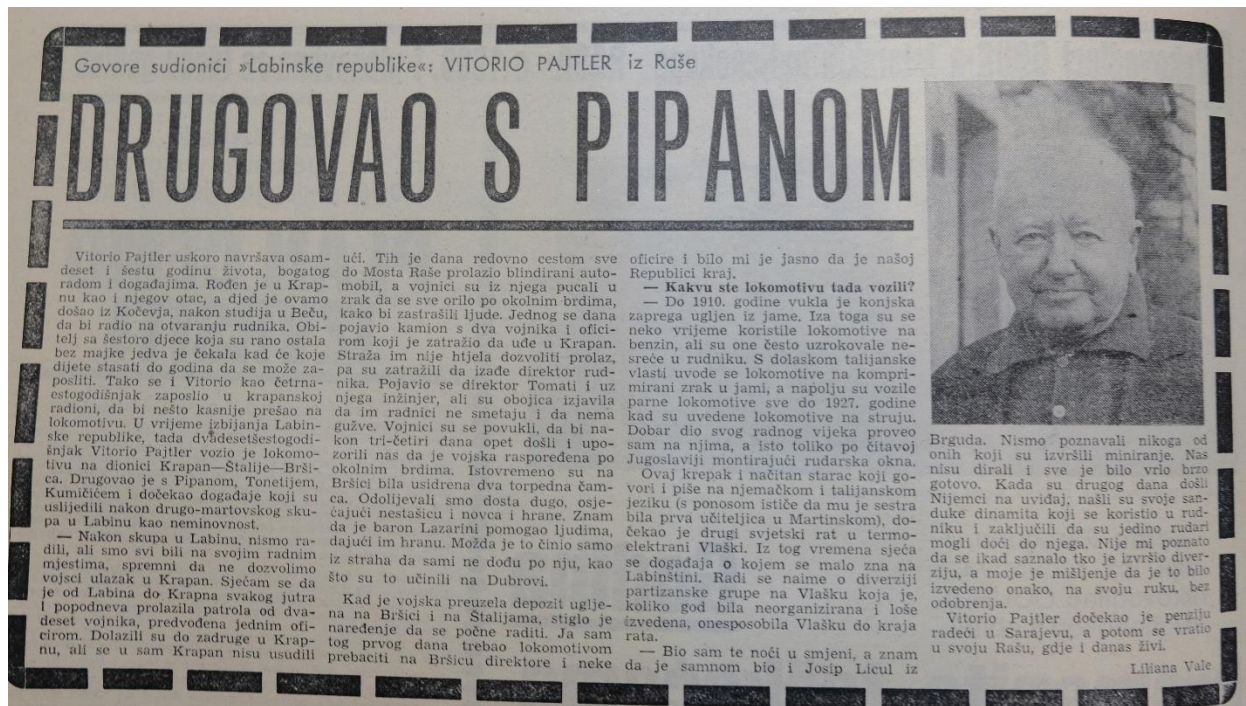 Govore sudionici »Labinske republike«: VITORIO PAJTLER iz Raše
DRUGOVAO S PIPANOM
Vitorio Pajtler uskoro navršava osam-
deset i šestu godinu života, bogatog
radom i događajima. Rođen je u Krap-
nu kao i njegov otac, a djed je ovamo
došao iz Kočevja, nakon studija u Beču,
da bi radio na otvaranju rudnika. Obi-
telj sa šestoro djece koja su rano ostala
bez majke jedva je čekala kad će koje
dijete stasati do godina da se može za-
posliti. Tako se i Vitorio kao četrna-
estogodišnjak zaposlio u krapanskoj
radioni, da bi nešto kasnije prešao na
lokomotivu. U vrijeme izbijanja Labin-
ske republike, tada dvadesetšestogodi-
šnjak Vitorio Pajtler vozio je lokomo-
tivu na dionici Krapan—Štalije—Brši-
ca. Drugovao je s Pipanom, Tonetijem,
Kumičićem i dočekao događaje koji su
uslijedili nakon drugo-martovskog sku-
pa u Labinu kao neminovnost.
— Nakon skupa u Labinu, nismo ra-
dili, ali smo svi bili na svojim radnim
mjestima, spremni da ne dozvolimo
vojsci ulazak u Krapan. Sjećam se da
je od Labina do Krapna svakog jutra
i popodneva prolazila patrola od dva-
deset vojnika, predvođena jednim ofi-
cirom. Dolazili su do zadruge u Krap-
nu, ali se u sam Krapan nisu usudili
ući. Tih je dana redovno cestom sve
do Mosta Raše prolazio blindirani auto-
mobil, a vojnici su iz njega pucali u
zrak da se sve orilo po okolnim brdima,
kako bi zastrašili ljude. Jednog se dana
pojavio kamion s dva vojnika i ofici-
rom koji je zatražio da uđe u Krapan.
Straža im nije htjela dozvoliti prolaz,
pa su zatražili da izađe direktor rud-
nika. Pojavio se direktor Tomati i uz
njega inžinjer, ali su obojica izjavila
da im radnici ne smetaju i da nema
gužve. Vojnici su se povukli, da bi na-
kon tri-četiri dana opet došli i upo-
zorili nas da je vojska raspoređena po
okolnim brdima. Istovremeno su na
Bršici bila usidrena dva torpedna čam-
ca. Odolijevali smo dosta dugo, osje-
ćajući nestašicu i novca i hrane. Znam
da je baron Lazarini pomogao ljudima,
dajući im hranu. Možda je to činio samo
iz straha da sami ne dođu po nju, kao
što su to učinili na Dubrovi.
Kad je vojska preuzela depozit uglje-
na na Bršici i na Štalijama, stiglo je
naređenje da se počne raditi. Ja sam
tog prvog dana trebao lokomotivom
prebaciti na Bršicu direktore i neke
oficire i bilo mi je jasno da je našoj
Republici kraj.
— Kakvu ste lokomotivu tada vozili?
— Do 1910. godine vukla je konjska
zaprega ugljen iz jame. Iza toga su se
neko vrijeme koristile lokomotive na
benzin, ali su one često uzrokovale ne-
sreće u rudniku. S dolaskom talijanske
vlasti uvode se lokomotive na kompri-
mirani zrak u jami, a napolju su vozile
parne lokomotive sve do 1927. godine
kad su uvedene lokomotive na struju.
Dobar dio svog radnog vijeka proveo
sam na njima, a isto toliko po čitavoj
Jugoslaviji montirajući rudarska okna.
Ovaj krepak i načitan starac koji go-
vori i piše na njemačkom i talijanskom
jeziku (s ponosom ističe da mu je sestra
bila prva učiteljica u Martinskom), do-
čekao je drugi svjetski rat u termo-
elektrani Vlaški. Iz tog vremena sjeća
se događaja o kojem se malo zna na
Labinštini. Radi se naime o diverziji
partizanske grupe na Vlašku koja je,
koliko god bila neorganizirana i loše
izvedena, onesposobila Vlašku do kraja
rata.
— Bio sam te noći u smjeni, a znam
da je samnom bio i Josip Licul iz
Brguda. Nismo poznavali nikoga od
onih koji su izvršili miniranje. Nas
nisu dirali i sve je bilo vrlo brzo
gotovo. Kada su drugog dana došli
Nijemci na uviđaj, našli su svoje san-
duke dinamita koji se koristio u rud-
niku i zaključili da su jedino rudari
mogli doći do njega. Nije mi poznato
da se ikad saznalo tko je izvršio diver-
ziju, a moje je mišljenje da je to bilo
izvedeno onako, na svoju ruku, bez
odobrenja.
Vitorio Pajtler dočekao je penziju
radeći u Sarajevu, a potom se vratio
u svoju Rašu, gdje i danas živi.
Liliana Vale